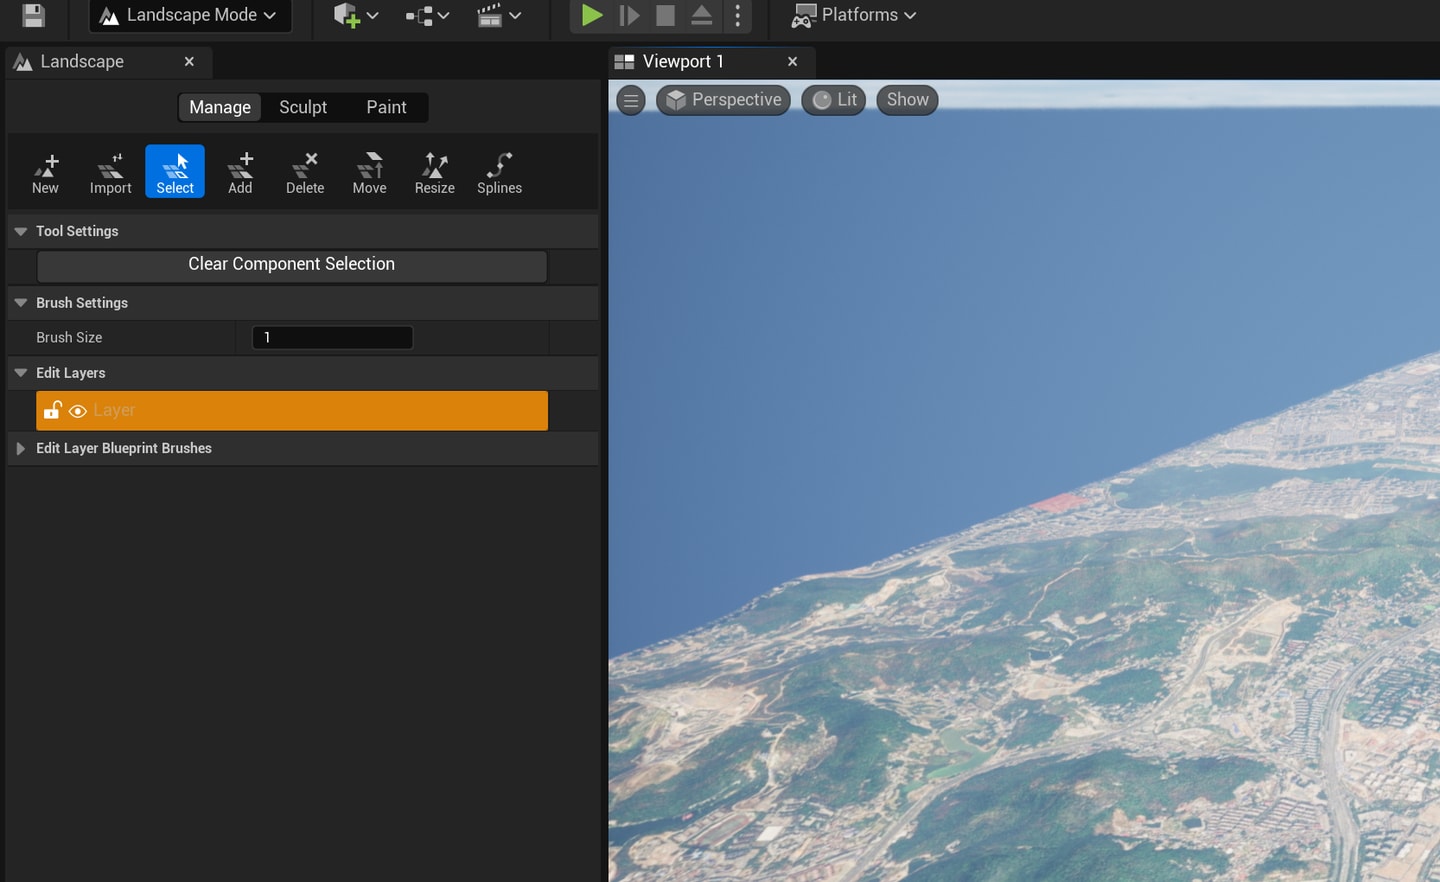 Landscape Mode
Platforms
Landscape
Viewport 1
Manage Sculpt Paint
Perspective Lit Show
New Import Select Add Delete Move Resize Splines
Tool Settings
Clear Component Selection
Brush Settings
Brush Size 1
Edit Layers
Layer
Edit Layer Blueprint Brushes